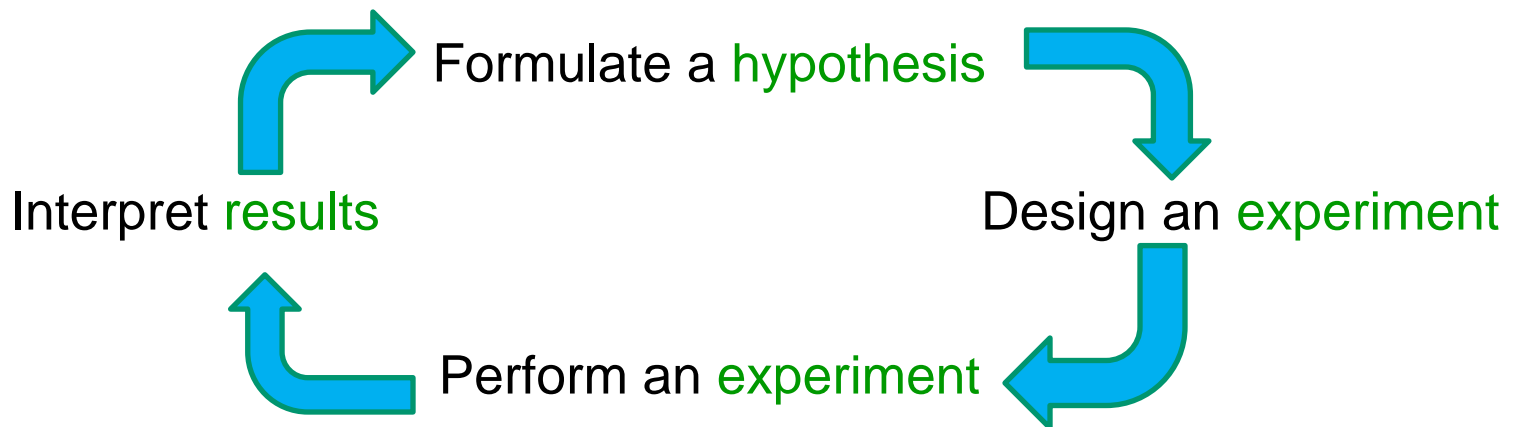 Formulate a hypothesis
Interpret results
Design an experiment
Perform an experiment